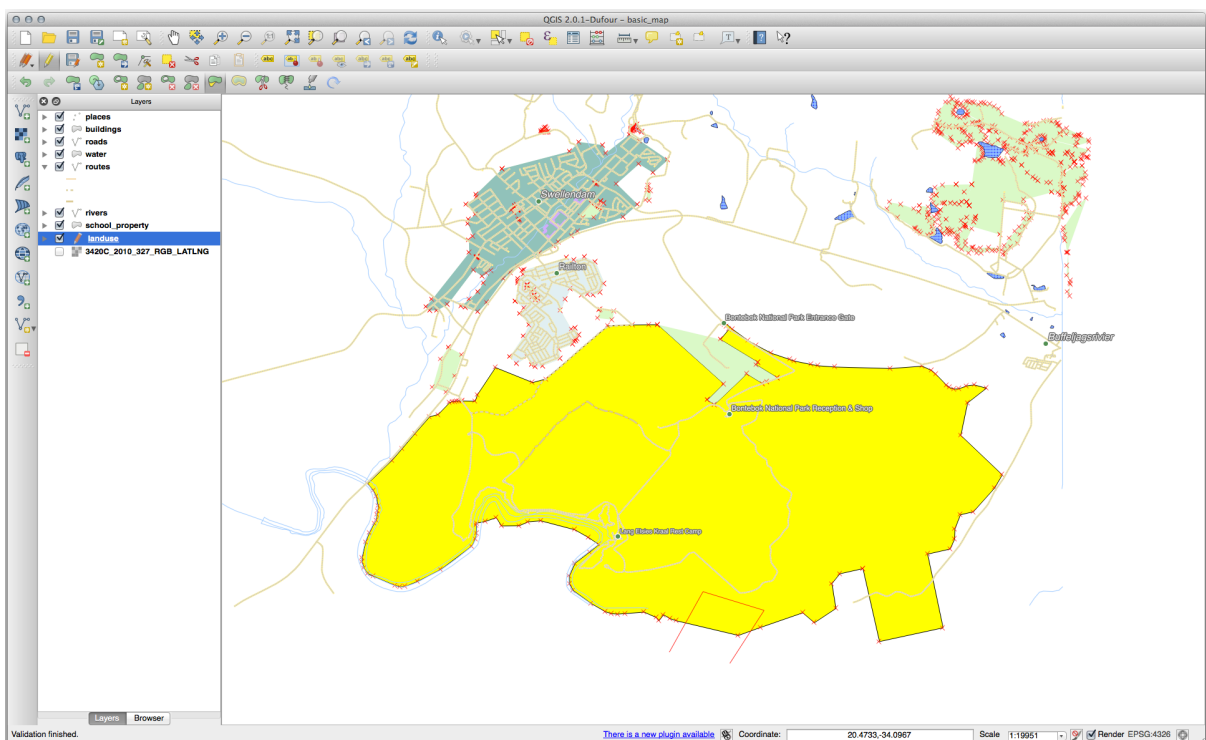 QGIS 2.0.1-Dufour - basic_map
Layers
places
buildings
roads
water
routes
rivers
school_property
landuse
3420C_2010_327_RGB_LATLNG
Swellendam
Railton
Bontebok National Park Entrance Gate
Buffeljagsrivier
Bontebok National Park Reception & Shop
Lang Elsies Kraal Rest Camp
Layers Browser
Validation finished. There is a new plugin available Coordinate: 20.4733,-34.0967 Scale 1:19951 Render EPSG:4326